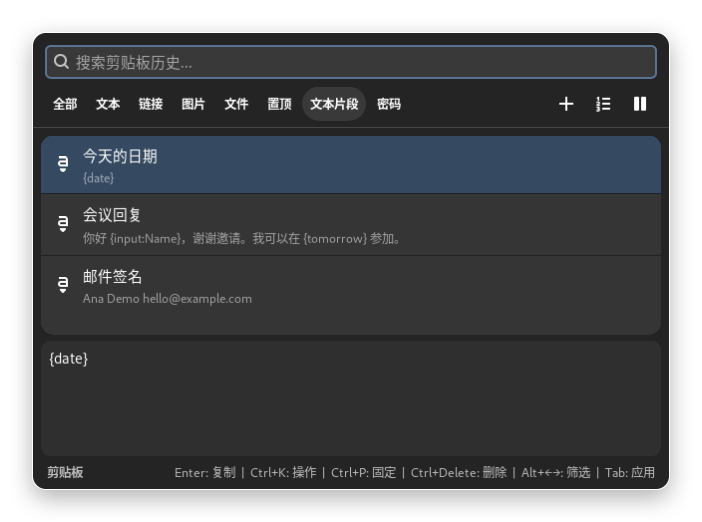 搜索剪贴板历史...
全部 文本 链接 图片 文件 置顶 文本片段 密码
今天的日期
{date}
会议回复
你好 {input:Name}，谢谢邀请。我可以在 {tomorrow} 参加。
邮件签名
Ana Demo hello@example.com
{date}
剪贴板 Enter: 复制 | Ctrl+K: 操作 | Ctrl+P: 固定 | Ctrl+Delete: 删除 | Alt+←→: 筛选 | Tab: 应用